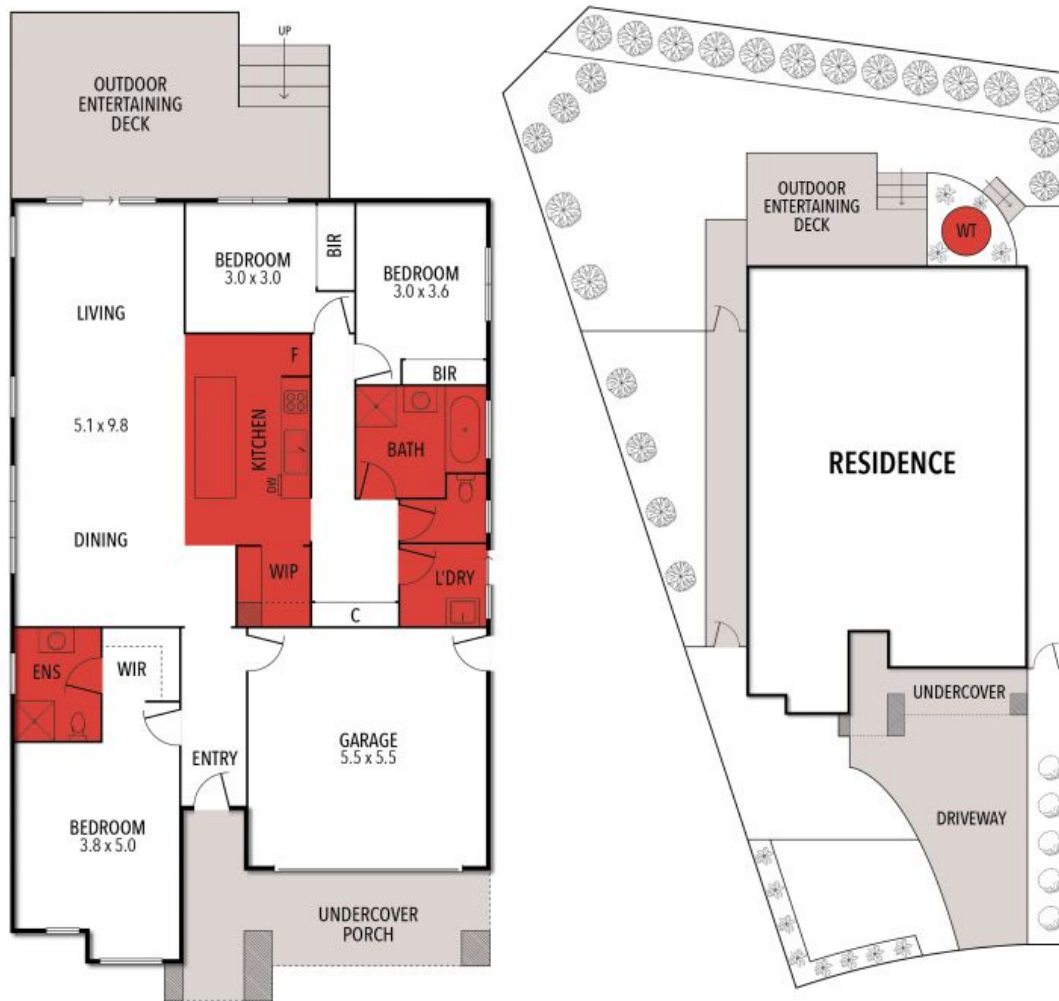 UP
OUTDOOR
ENTERTAINING
DECK
BEDROOM
3.0 x 3.0
BIR
BEDROOM
3.0 x 3.6
BIR
LIVING
5.1 x 9.8
DINING
F
KITCHEN
DW
BATH
WIP
L'DRY
C
ENS
WIR
ENTRY
GARAGE
5.5 x 5.5
BEDROOM
3.8 x 5.0
UNDERCOVER
PORCH
OUTDOOR
ENTERTAINING
DECK
WT
RESIDENCE
UNDERCOVER
DRIVEWAY